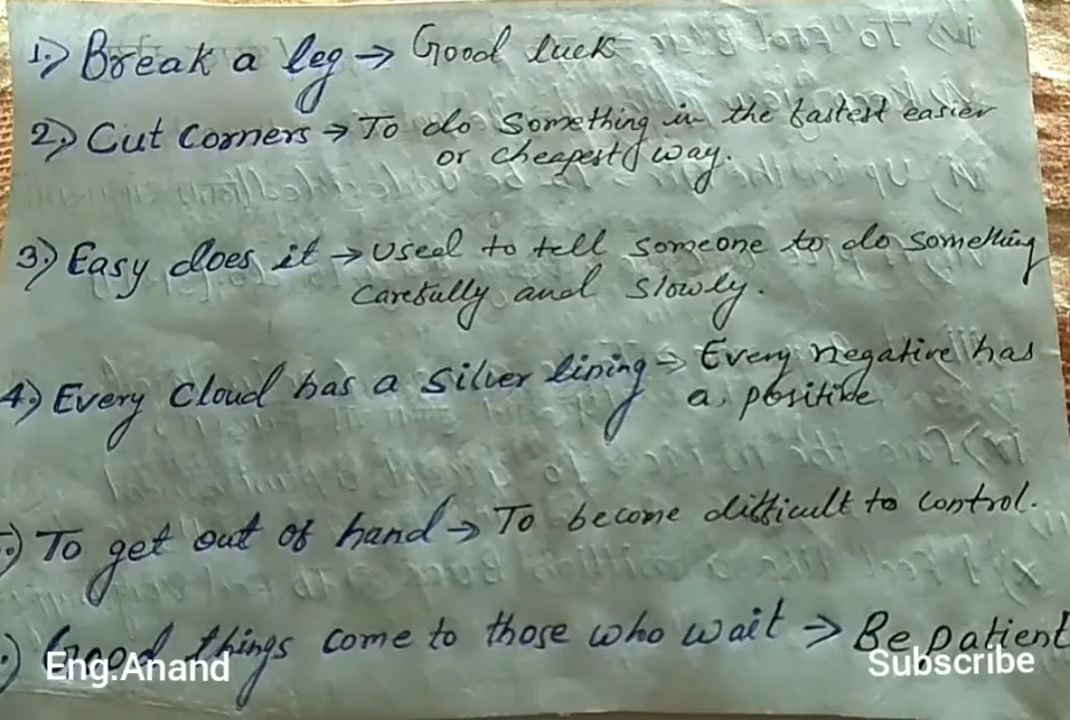 1.) Break a leg → Good luck
2.) Cut Corners → To do Something in the fastest easier
or cheapest way.
3.) Easy does it → Used to tell someone to do something
carefully and slowly.
4.) Every Cloud has a Silver lining → Every negative has
a positive
.) To get out of hand → To become difficult to control.
.) Good things come to those who wait → Be patient
Eng.Anand
Subscribe